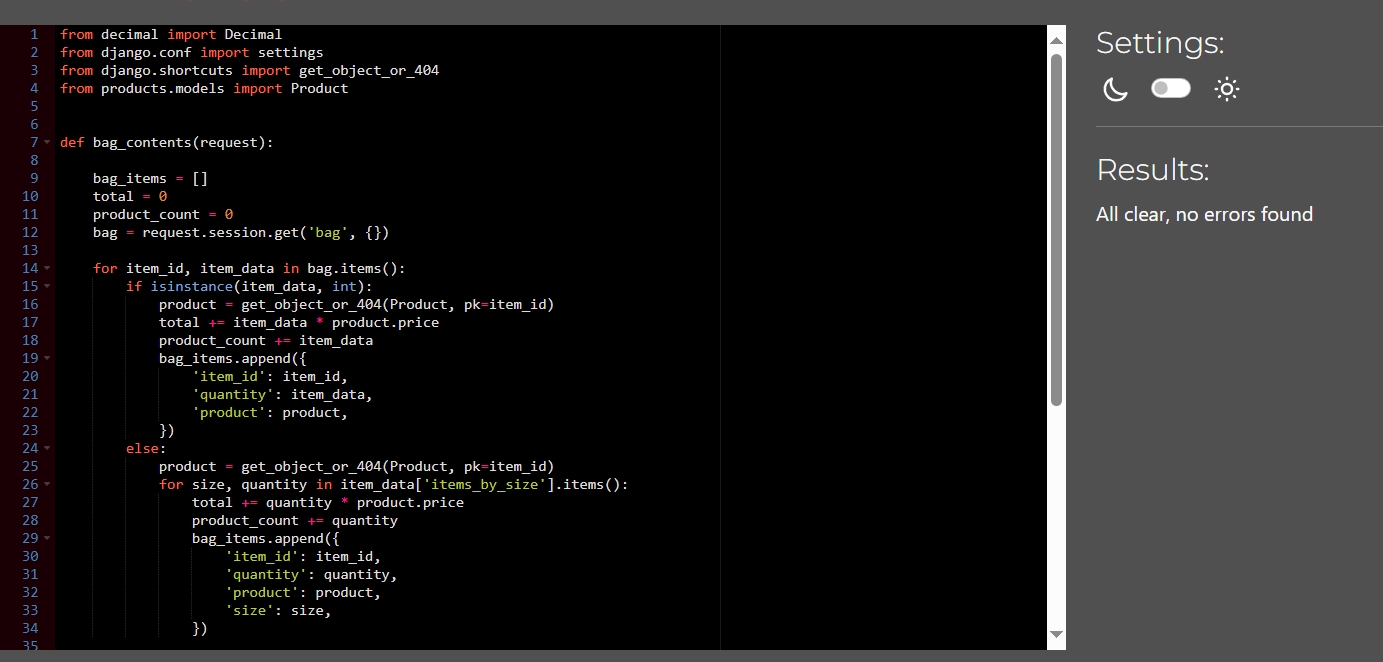 1 from decimal import Decimal
2 from django.conf import settings
3 from django.shortcuts import get_object_or_404
4 from products.models import Product
5
6
7 def bag_contents(request):
8
9     bag_items = []
10     total = 0
11     product_count = 0
12     bag = request.session.get('bag', {})
13
14     for item_id, item_data in bag.items():
15         if isinstance(item_data, int):
16             product = get_object_or_404(Product, pk=item_id)
17             total += item_data * product.price
18             product_count += item_data
19             bag_items.append({
20                 'item_id': item_id,
21                 'quantity': item_data,
22                 'product': product,
23             })
24         else:
25             product = get_object_or_404(Product, pk=item_id)
26             for size, quantity in item_data['items_by_size'].items():
27                 total += quantity * product.price
28                 product_count += quantity
29                 bag_items.append({
30                     'item_id': item_id,
31                     'quantity': quantity,
32                     'product': product,
33                     'size': size,
34                 })
35
Settings:
Results:
All clear, no errors found